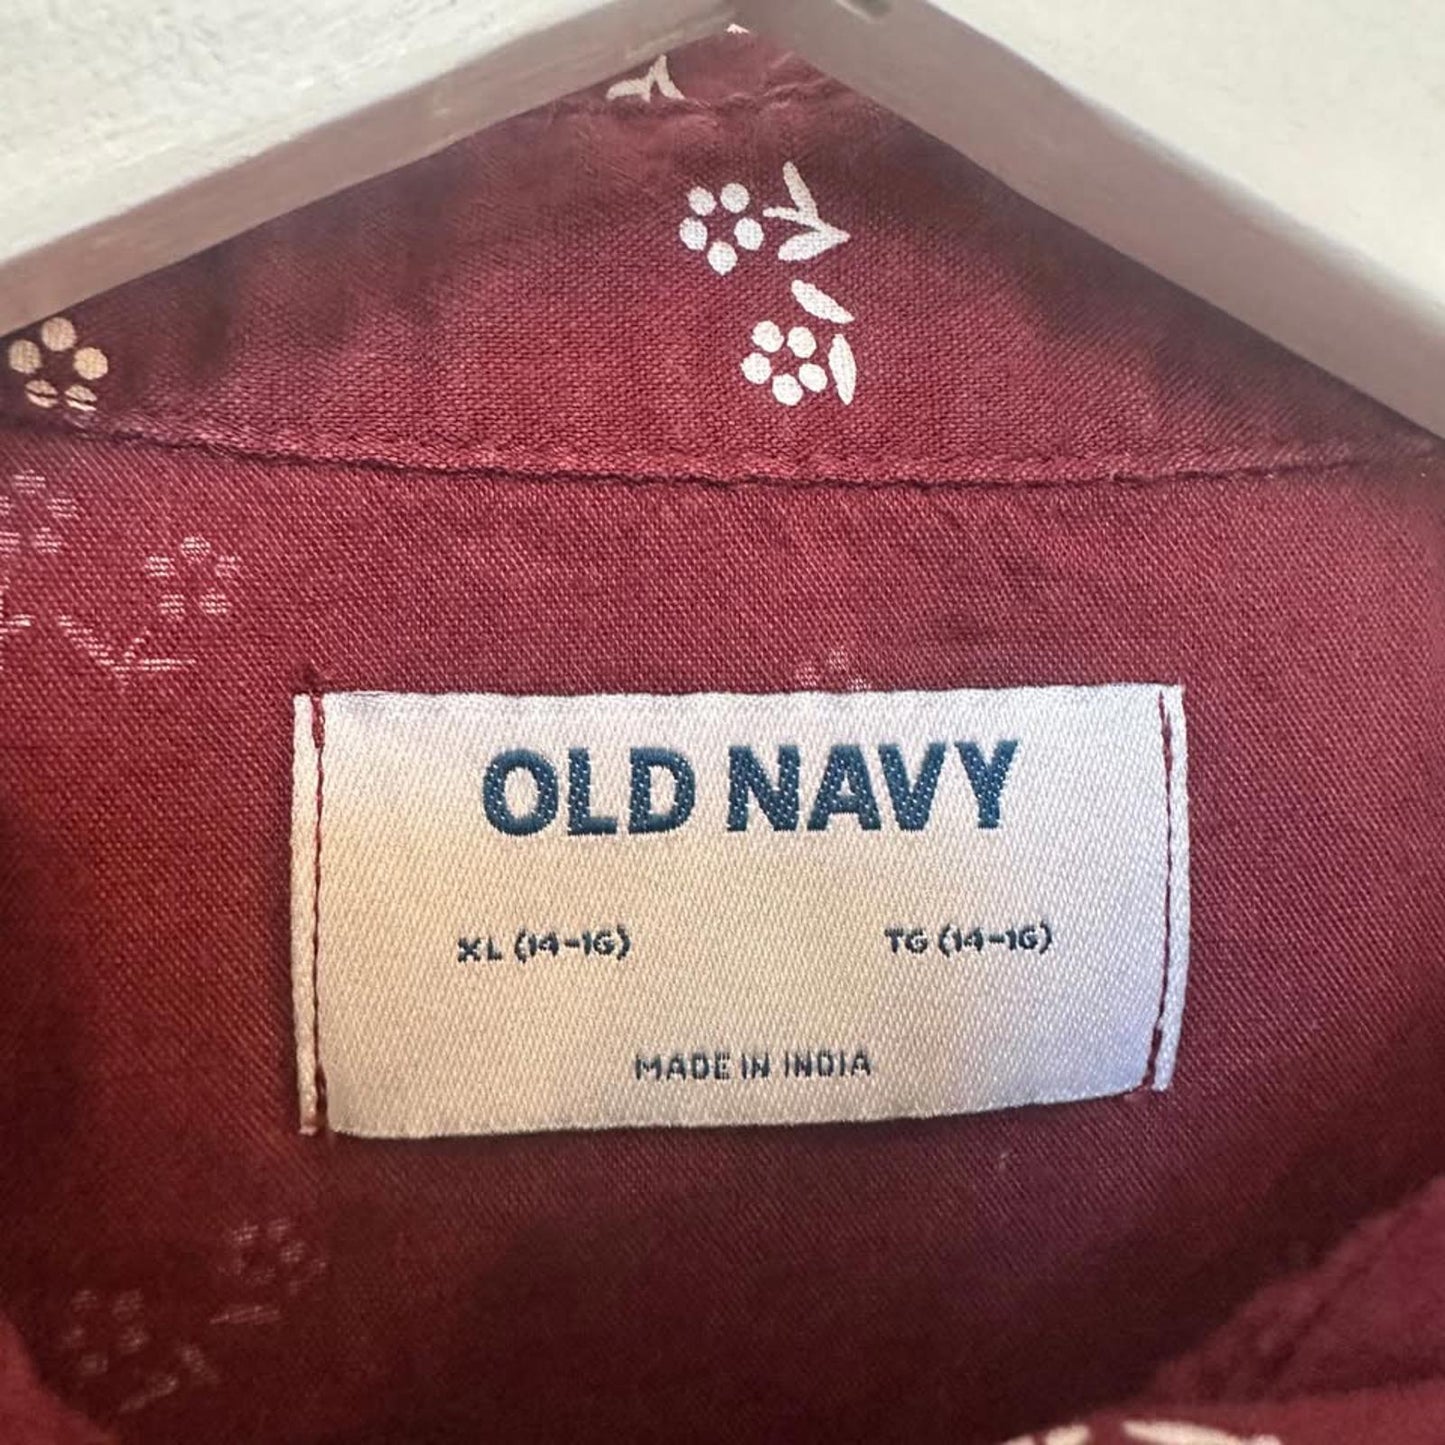 OLD NAVY
XL (14-16) TG (14-16)
MADE IN INDIA